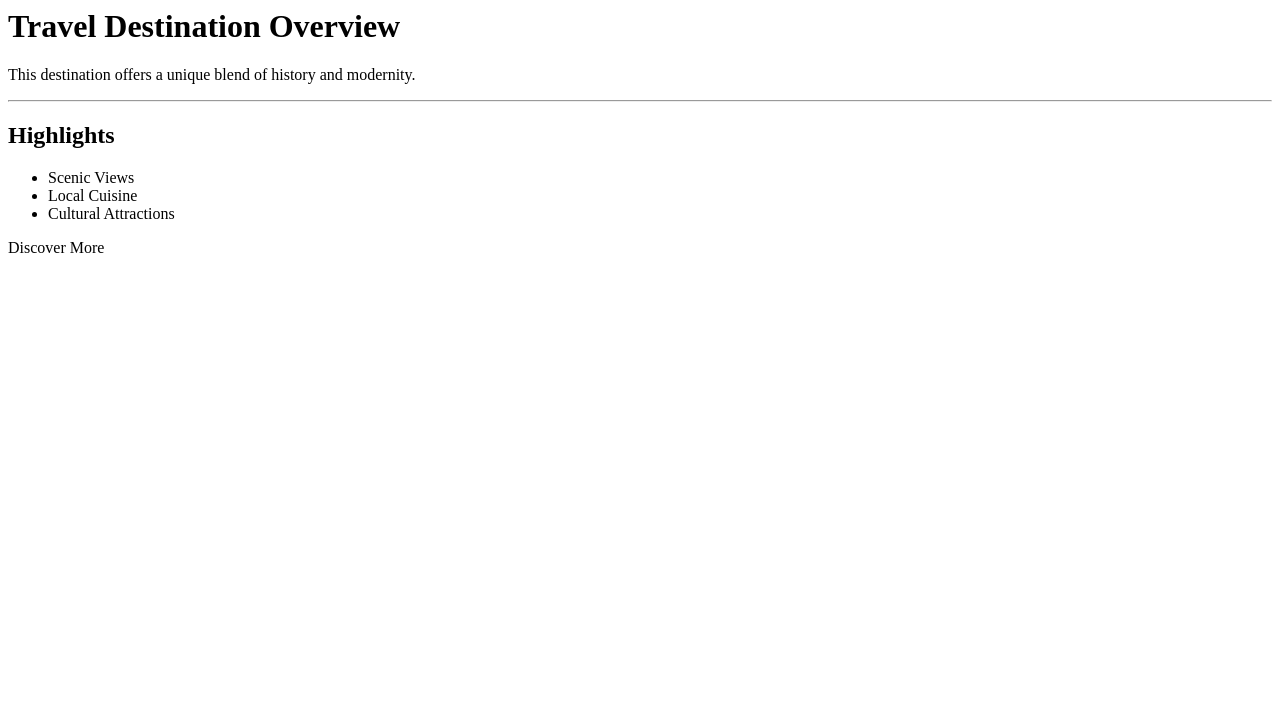 Travel Destination Overview
This destination offers a unique blend of history and modernity.
Highlights
Scenic Views
Local Cuisine
Cultural Attractions
Discover More